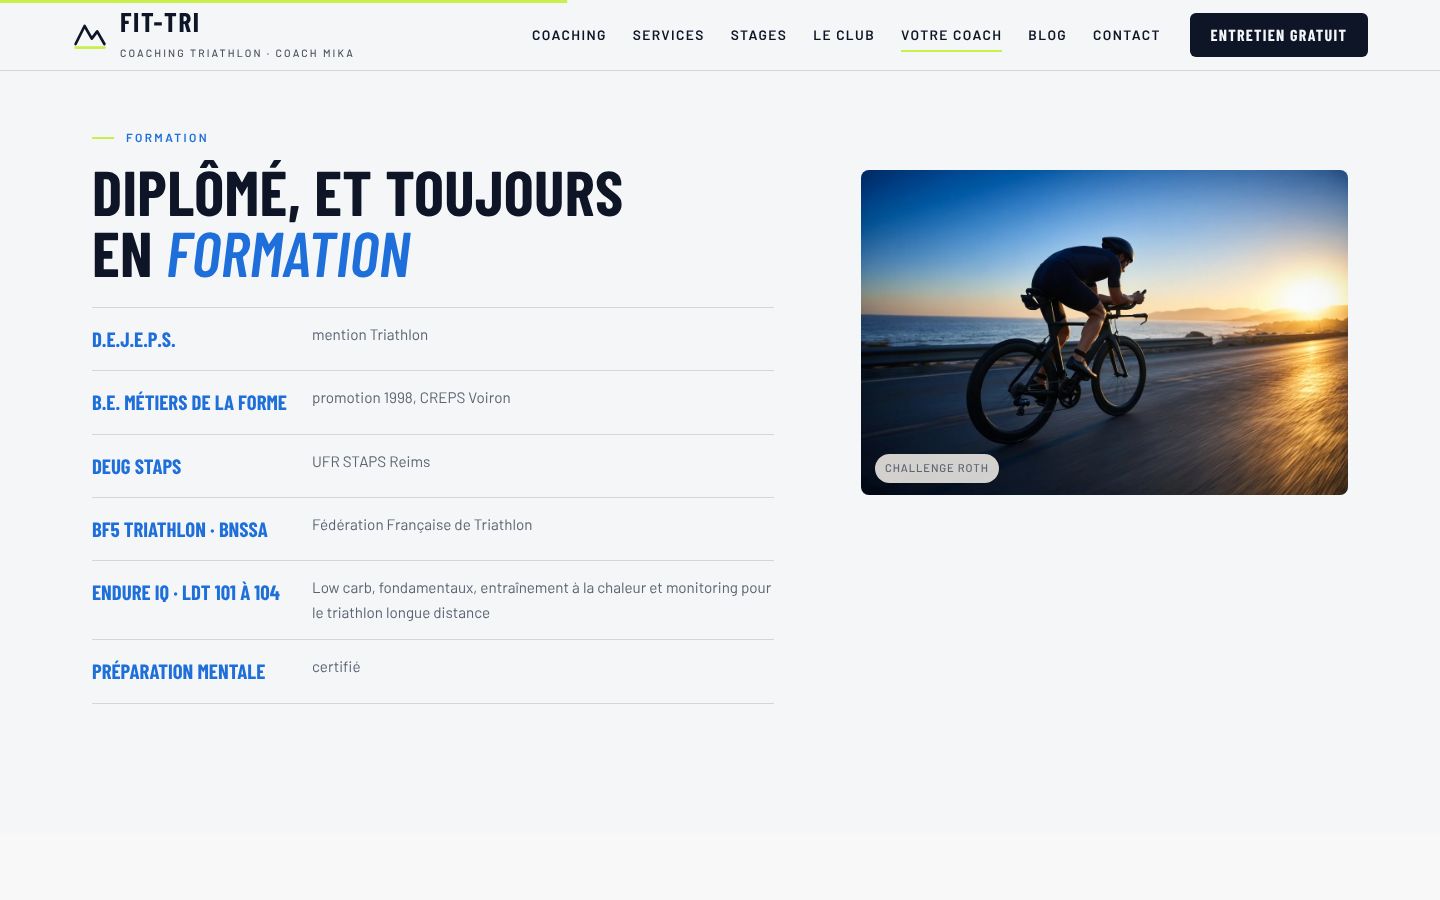 FIT-TRI
COACHING TRIATHLON · COACH MIKA
COACHING SERVICES STAGES LE CLUB VOTRE COACH BLOG CONTACT ENTRETIEN GRATUIT
FORMATION
DIPLÔMÉ, ET TOUJOURS
EN FORMATION
D.E.J.E.P.S. mention Triathlon
B.E. MÉTIERS DE LA FORME promotion 1998, CREPS Voiron
DEUG STAPS UFR STAPS Reims
BF5 TRIATHLON · BNSSA Fédération Française de Triathlon
ENDURE IQ · LDT 101 À 104 Low carb, fondamentaux, entraînement à la chaleur et monitoring pour
le triathlon longue distance
PRÉPARATION MENTALE certifié
CHALLENGE ROTH